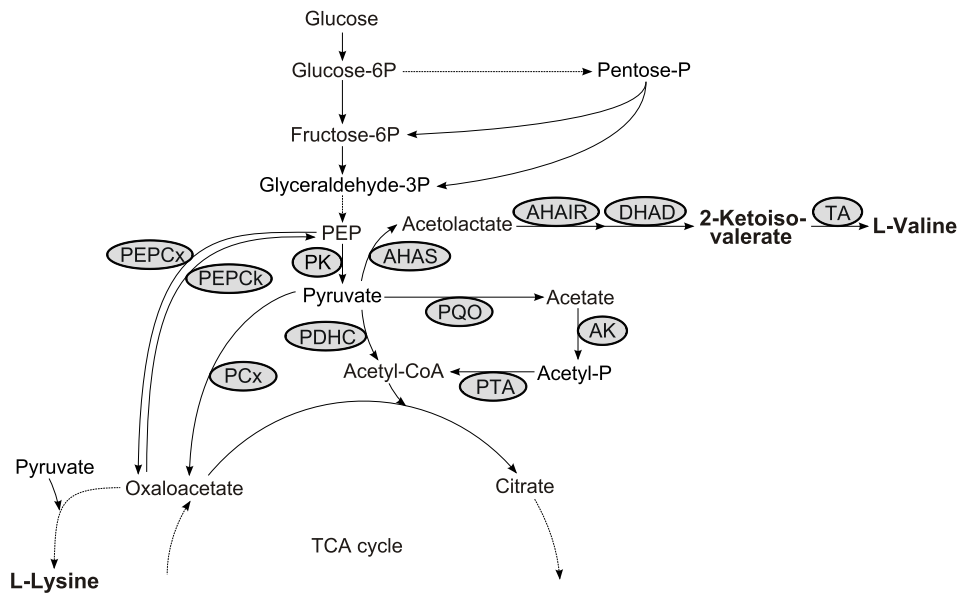 Glucose
Glucose-6P
Pentose-P
Fructose-6P
Glyceraldehyde-3P
AHAIR
DHAD
TA
Acetolactate
2-Ketoiso-
valerate
L-Valine
PEP
PEPCx
PEPCk
PK
AHAS
Pyruvate
Acetate
PQO
PDHC
AK
PCx
Acetyl-CoA
Acetyl-P
PTA
Pyruvate
Oxaloacetate
Citrate
TCA cycle
L-Lysine